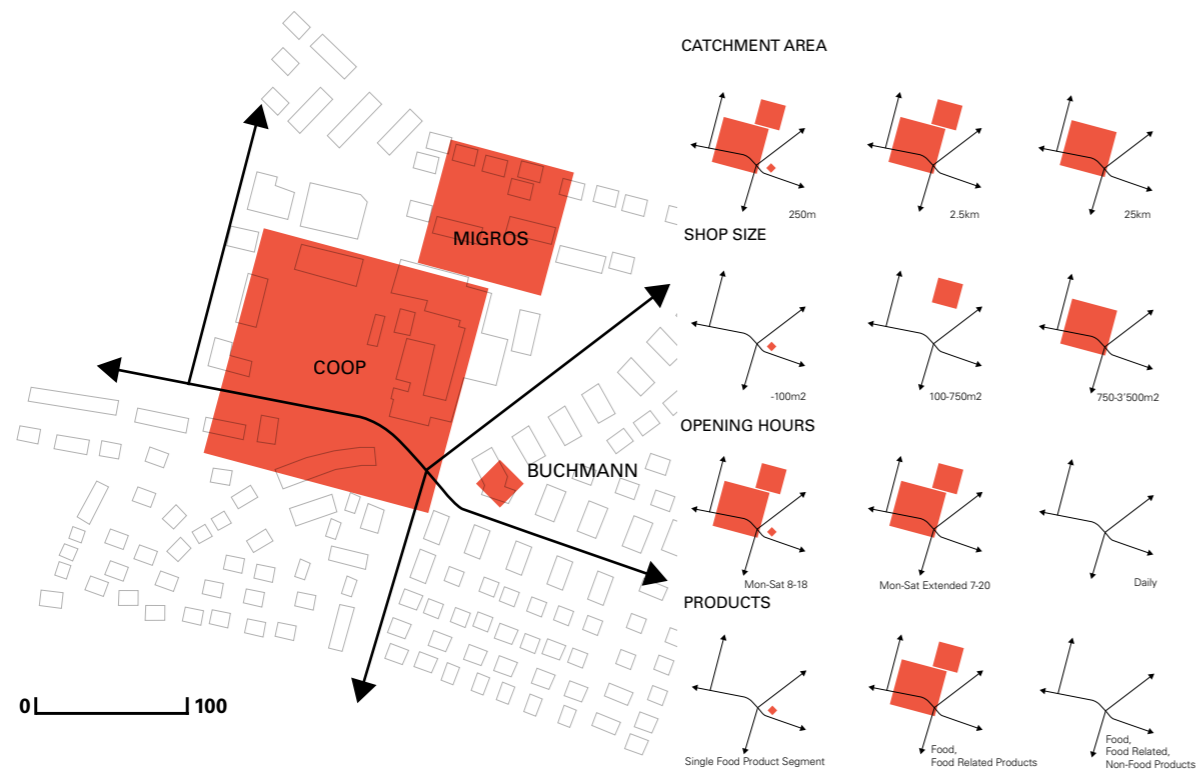 MIGROS
COOP
BUCHMANN
0
100
CATCHMENT AREA
250m
2.5km
25km
SHOP SIZE
-100m2
100-750m2
750-3´500m2
OPENING HOURS
Mon-Sat 8-18
Mon-Sat Extended 7-20
Daily
PRODUCTS
Single Food Product Segment
Food,
Food Related Products
Food,
Food Related,
Non-Food Products